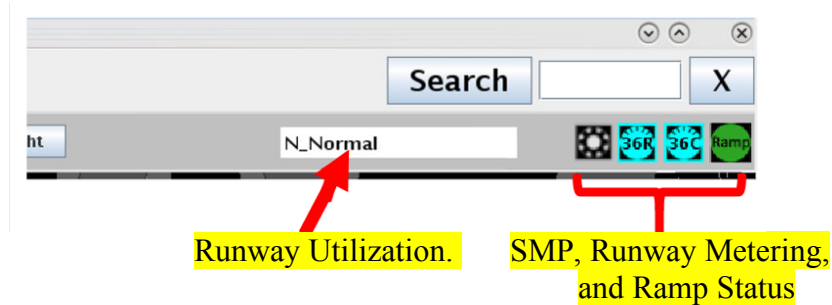 Search X
ht N_Normal 36R 36C Ramp
Runway Utilization.
SMP, Runway Metering,
and Ramp Status